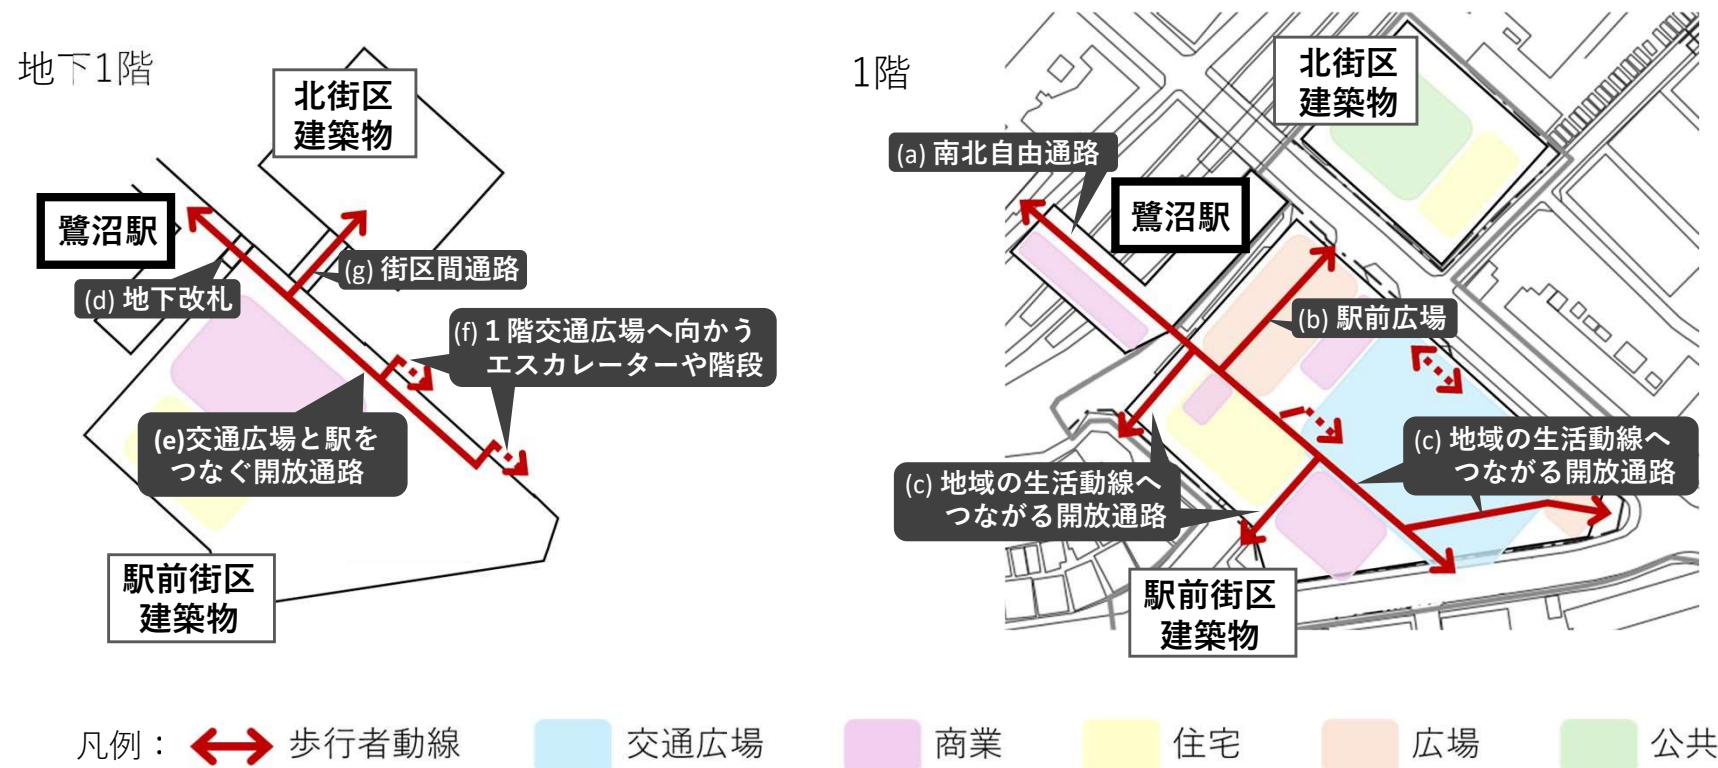 地下1階
北街区
建築物
鷺沼駅
(g) 街区間通路
(d) 地下改札
(f) 1階交通広場へ向かう
エスカレーターや階段
(e)交通広場と駅を
つなぐ開放通路
駅前街区
建築物
1階
北街区
建築物
(a) 南北自由通路
鷺沼駅
(b) 駅前広場
(c) 地域の生活動線へ
つながる開放通路
(c) 地域の生活動線へ
つながる開放通路
駅前街区
建築物
凡例： 歩行者動線 交通広場 商業 住宅 広場 公共